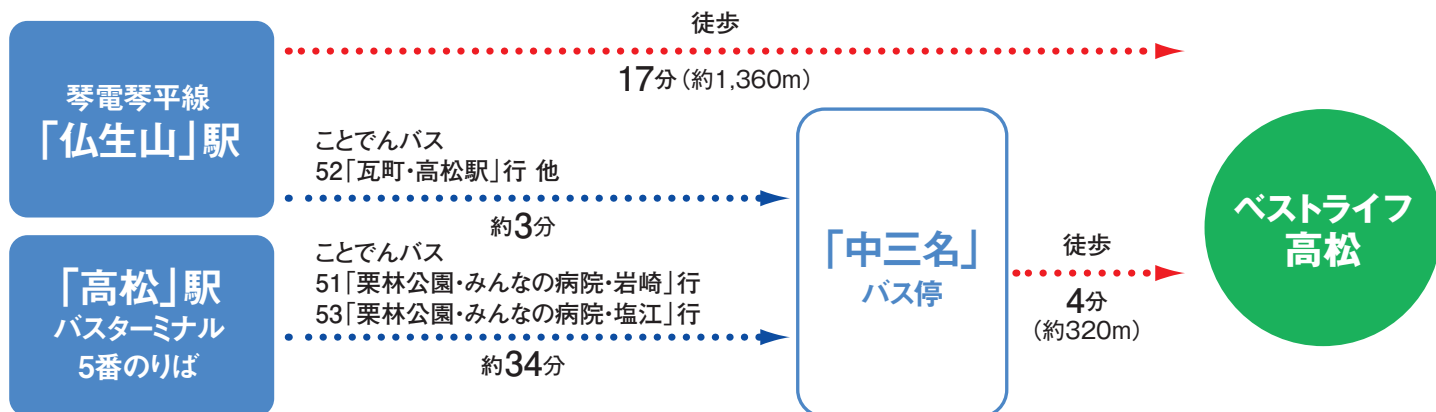 琴電琴平線
「仏生山」駅
徒歩
17分(約1,360m)
ことでんバス
52「瓦町・高松駅」行 他
約3分
「高松」駅
バスターミナル
5番のりば
ことでんバス
51「栗林公園・みんなの病院・岩崎」行
53「栗林公園・みんなの病院・塩江」行
約34分
「中三名」
バス停
徒歩
4分
(約320m)
ベストライフ
高松